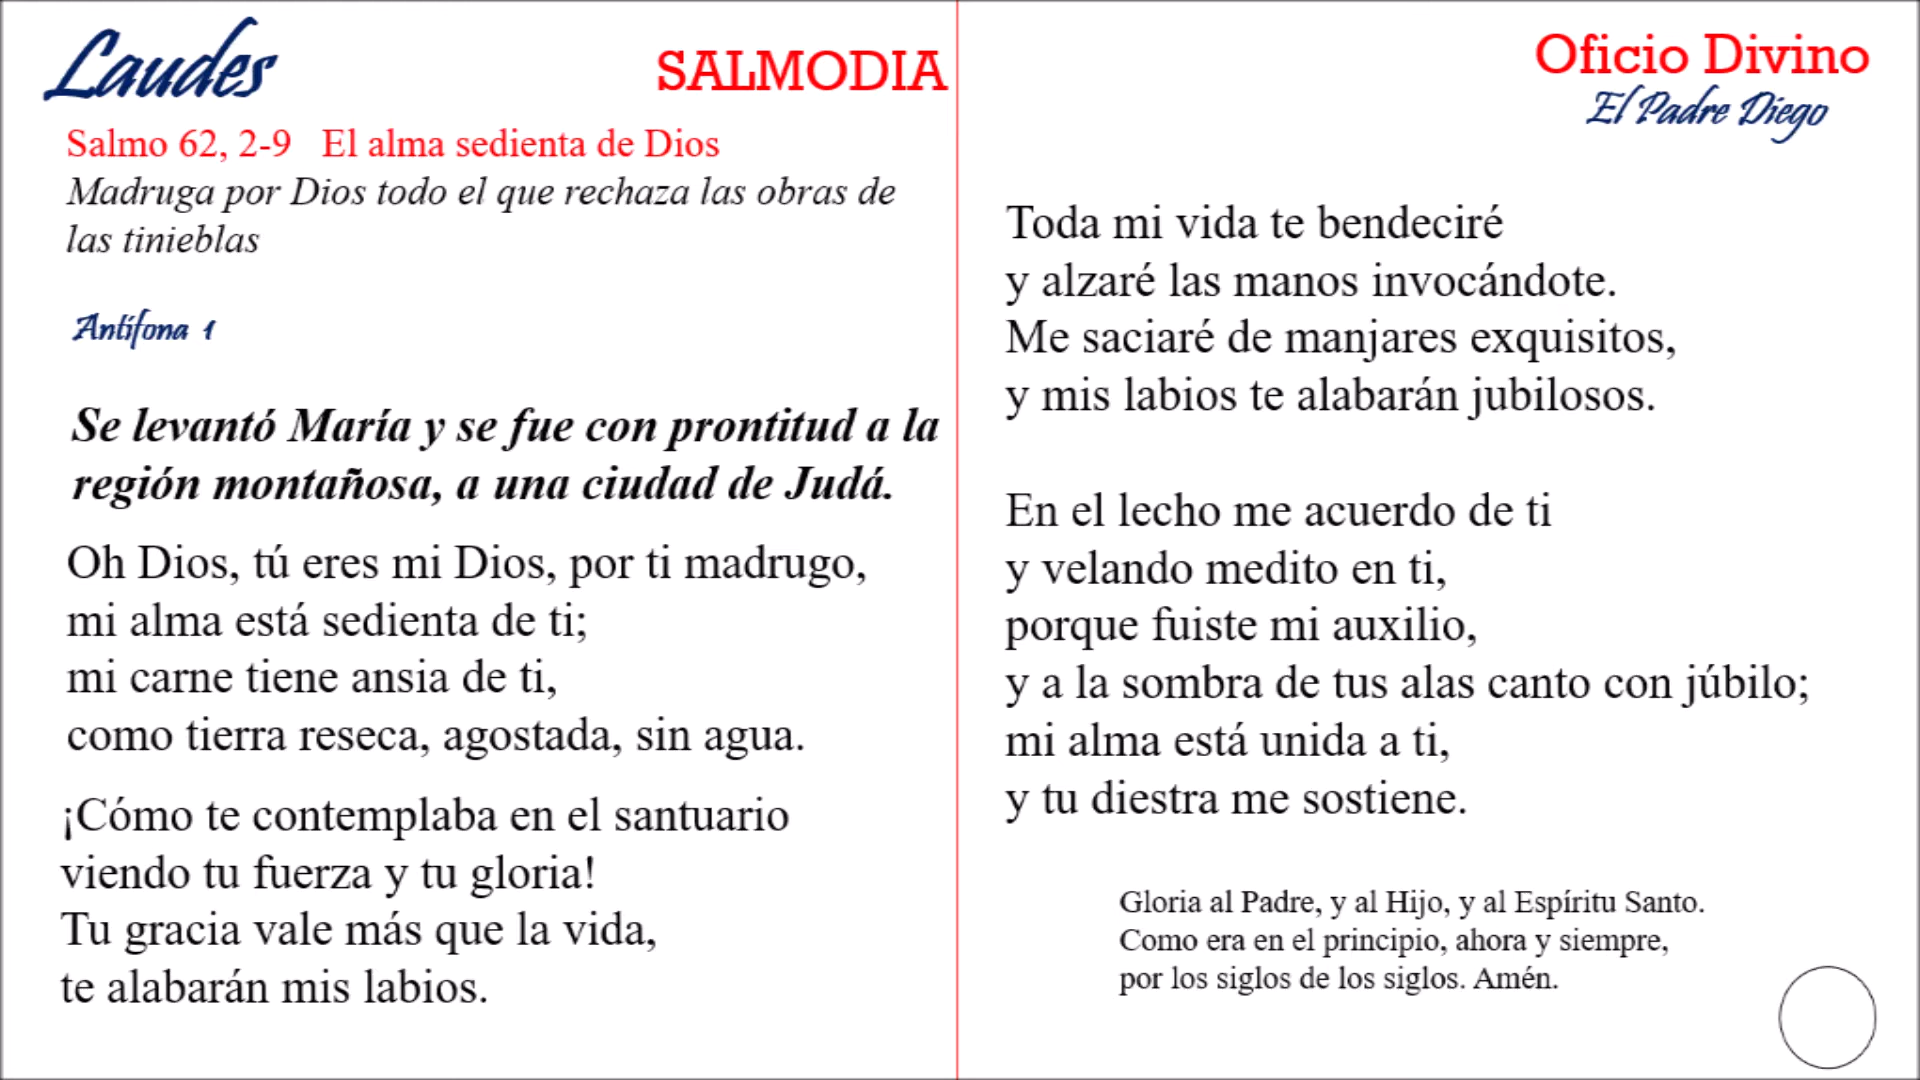 Laudes
SALMODIA
Salmo 62, 2-9 El alma sedienta de Dios
Madruga por Dios todo el que rechaza las obras de
las tinieblas
Antífona 1
Se levantó María y se fue con prontitud a la
región montañosa, a una ciudad de Judá.
Oh Dios, tú eres mi Dios, por ti madrugo,
mi alma está sedienta de ti;
mi carne tiene ansia de ti,
como tierra reseca, agostada, sin agua.
¡Cómo te contemplaba en el santuario
viendo tu fuerza y tu gloria!
Tu gracia vale más que la vida,
te alabarán mis labios.
Oficio Divino
El Padre Diego
Toda mi vida te bendeciré
y alzaré las manos invocándote.
Me saciaré de manjares exquisitos,
y mis labios te alabarán jubilosos.
En el lecho me acuerdo de ti
y velando medito en ti,
porque fuiste mi auxilio,
y a la sombra de tus alas canto con júbilo;
mi alma está unida a ti,
y tu diestra me sostiene.
Gloria al Padre, y al Hijo, y al Espíritu Santo.
Como era en el principio, ahora y siempre,
por los siglos de los siglos. Amén.